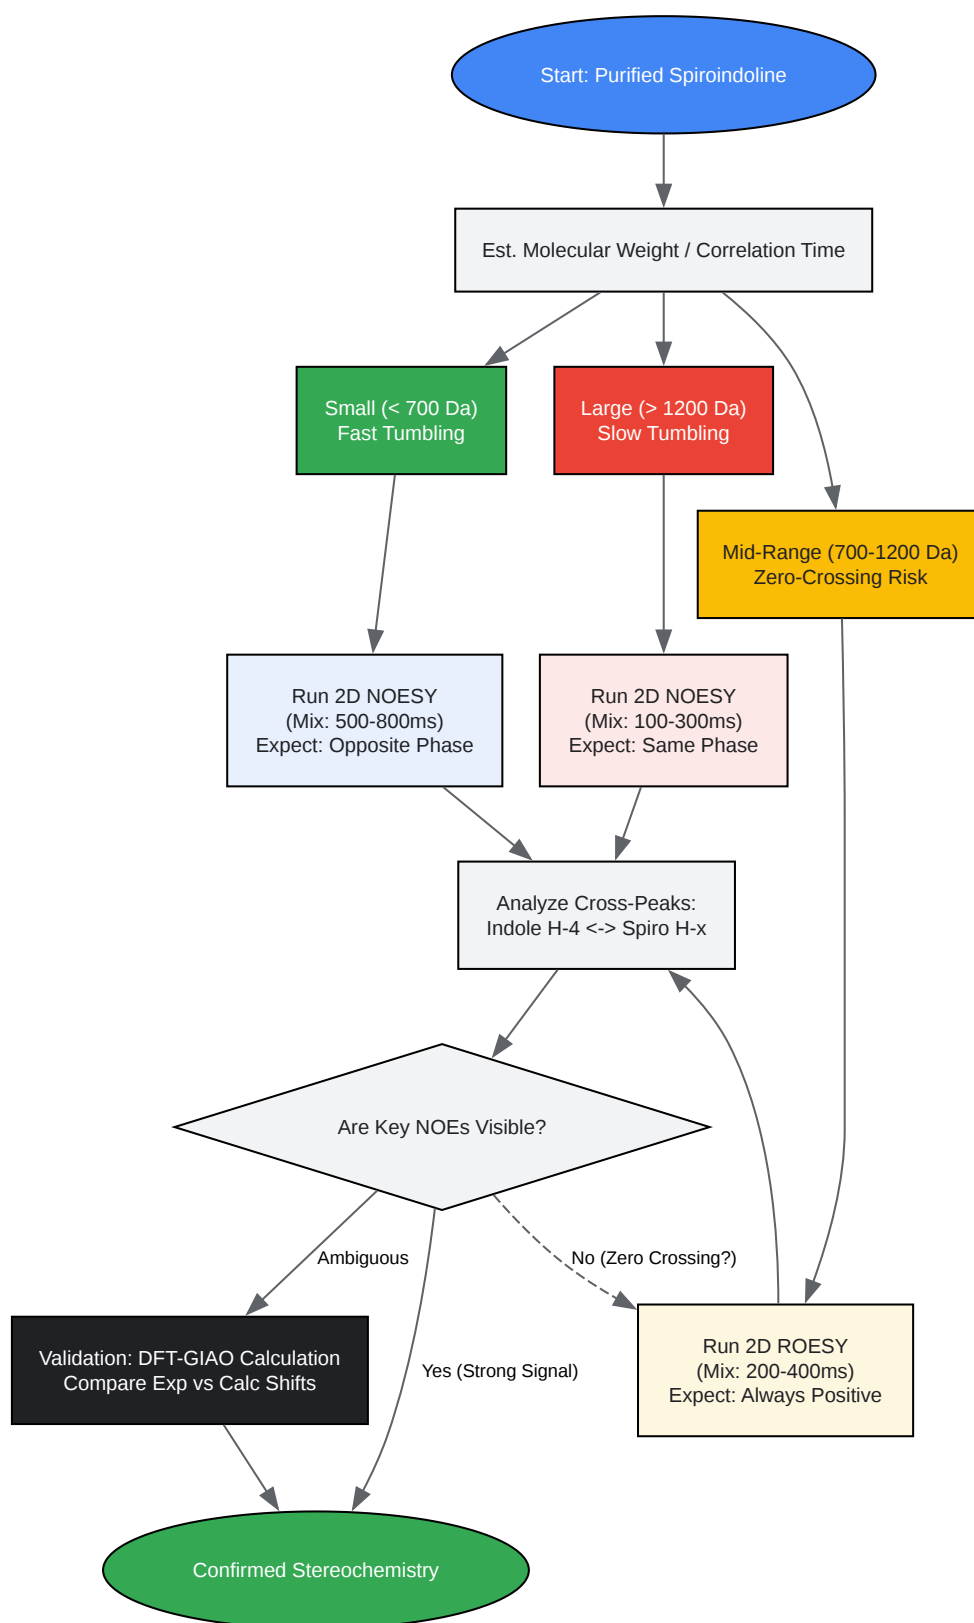 Start: Purified Spiroindoline
Est. Molecular Weight / Correlation Time
Small (< 700 Da)
Fast Tumbling
Large (> 1200 Da)
Slow Tumbling
Mid-Range (700-1200 Da)
Zero-Crossing Risk
Run 2D NOESY
(Mix: 500-800ms)
Expect: Opposite Phase
Run 2D NOESY
(Mix: 100-300ms)
Expect: Same Phase
Analyze Cross-Peaks:
Indole H-4 <-> Spiro H-x
Are Key NOEs Visible?
Ambiguous
No (Zero Crossing?)
Yes (Strong Signal)
Validation: DFT-GIAO Calculation
Compare Exp vs Calc Shifts
Run 2D ROESY
(Mix: 200-400ms)
Expect: Always Positive
Confirmed Stereochemistry